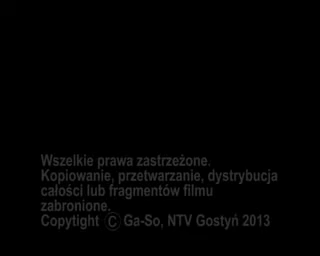 Wszelkie prawa zastrzeżone.
Kopiowanie, przetwarzanie, dystrybucja
całości lub fragmentów filmu
zabronione.
Copytight © Ga-So, NTV Gostyń 2013